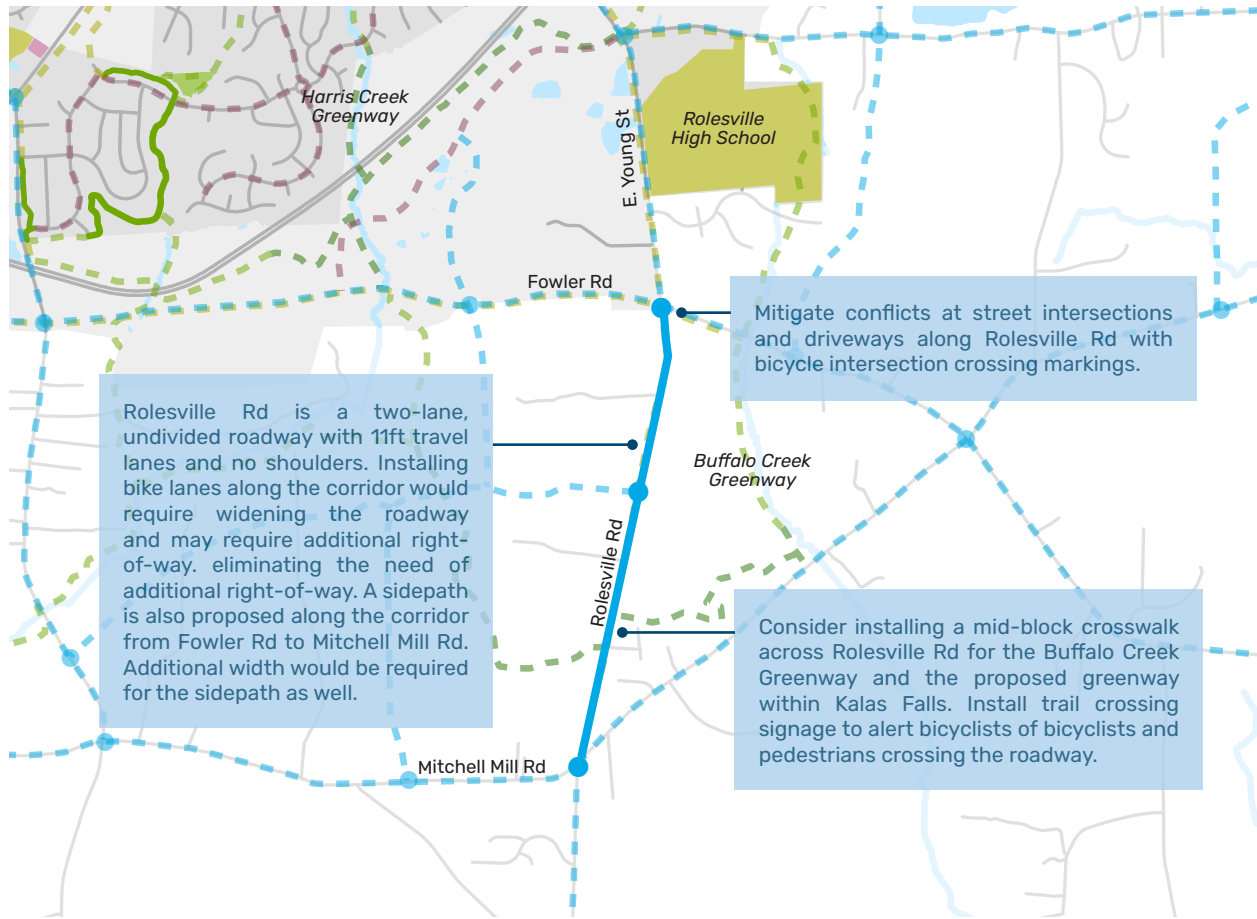 Harris Creek
Greenway
E. Young St
Rolesville
High School
Fowler Rd
Mitigate conflicts at street intersections
and driveways along Rolesville Rd with
bicycle intersection crossing markings.
Rolesville Rd is a two-lane,
undivided roadway with 11ft travel
lanes and no shoulders. Installing
bike lanes along the corridor would
require widening the roadway
and may require additional right-
of-way. eliminating the need of
additional right-of-way. A sidepath
is also proposed along the corridor
from Fowler Rd to Mitchell Mill Rd.
Additional width would be required
for the sidepath as well.
Buffalo Creek
Greenway
Rolesville Rd
Consider installing a mid-block crosswalk
across Rolesville Rd for the Buffalo Creek
Greenway and the proposed greenway
within Kalas Falls. Install trail crossing
signage to alert bicyclists of bicyclists and
pedestrians crossing the roadway.
Mitchell Mill Rd